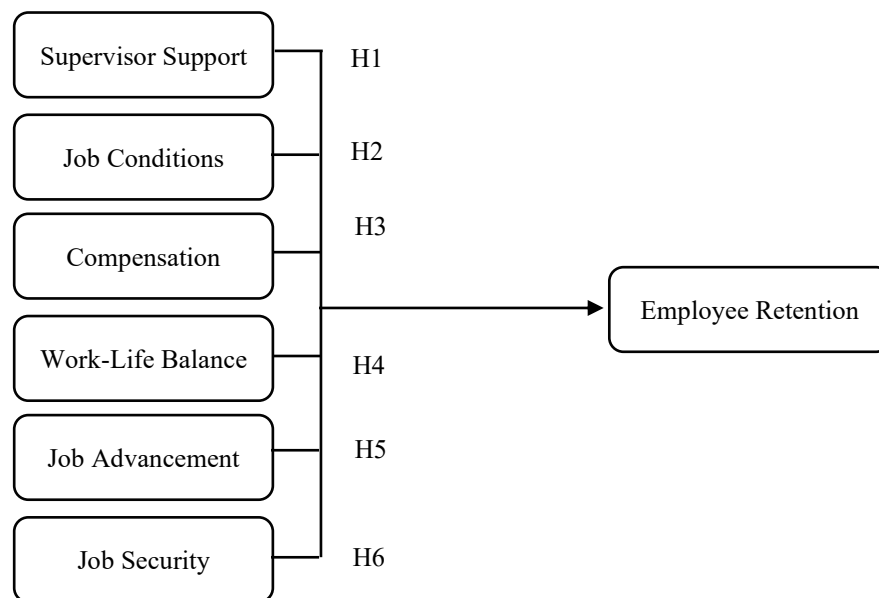 Supervisor Support
H1
Job Conditions
H2
Compensation
H3
Employee Retention
Work-Life Balance
H4
Job Advancement
H5
Job Security
H6